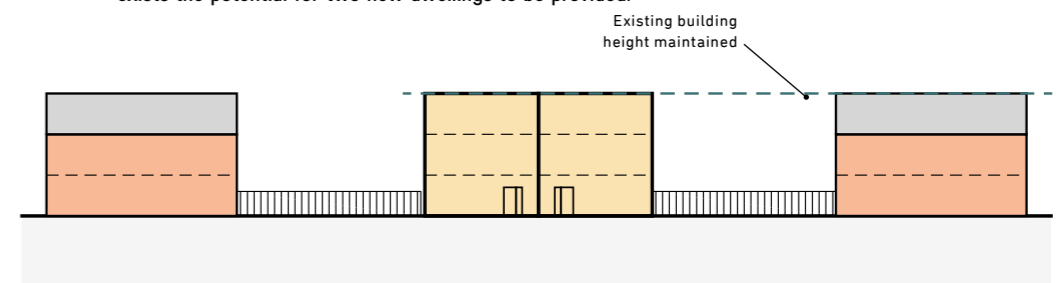 exists the potential for two new dwellings to be provided.
Existing building
height maintained